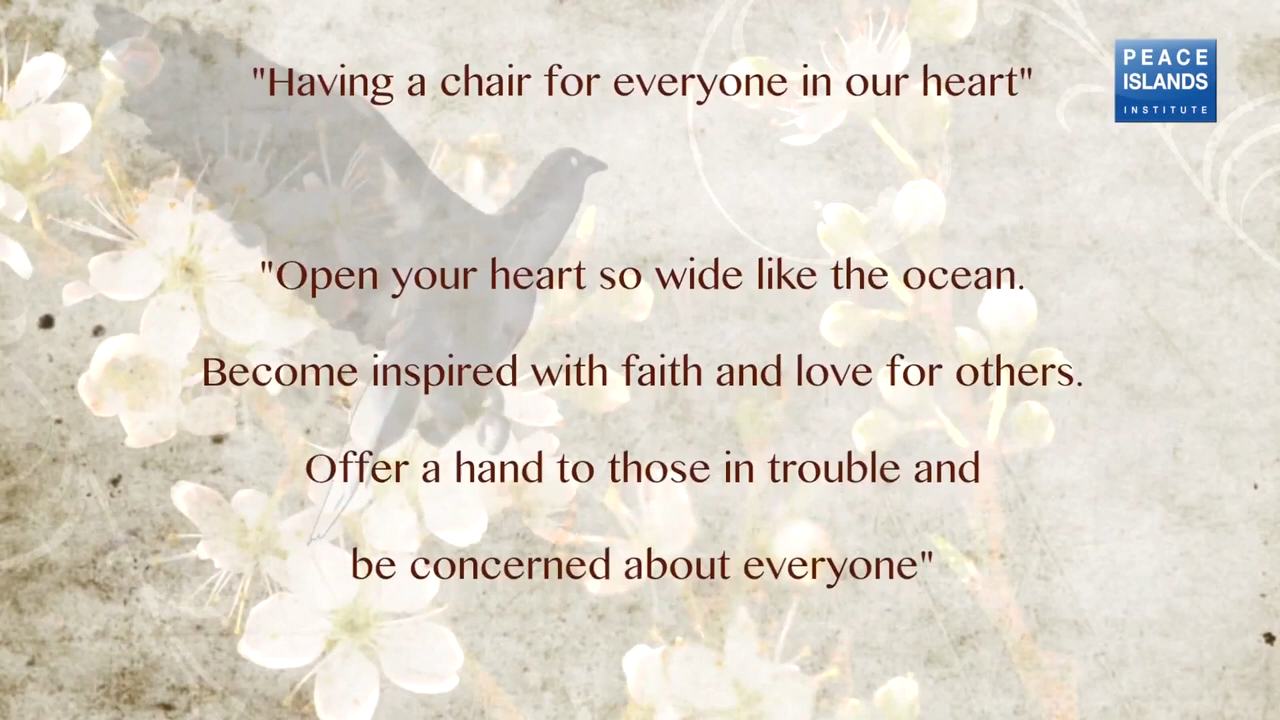 "Having a chair for everyone in our heart"
PEACE
ISLANDS
INSTITUTE
"Open your heart so wide like the ocean.
Become inspired with faith and love for others.
Offer a hand to those in trouble and
be concerned about everyone"